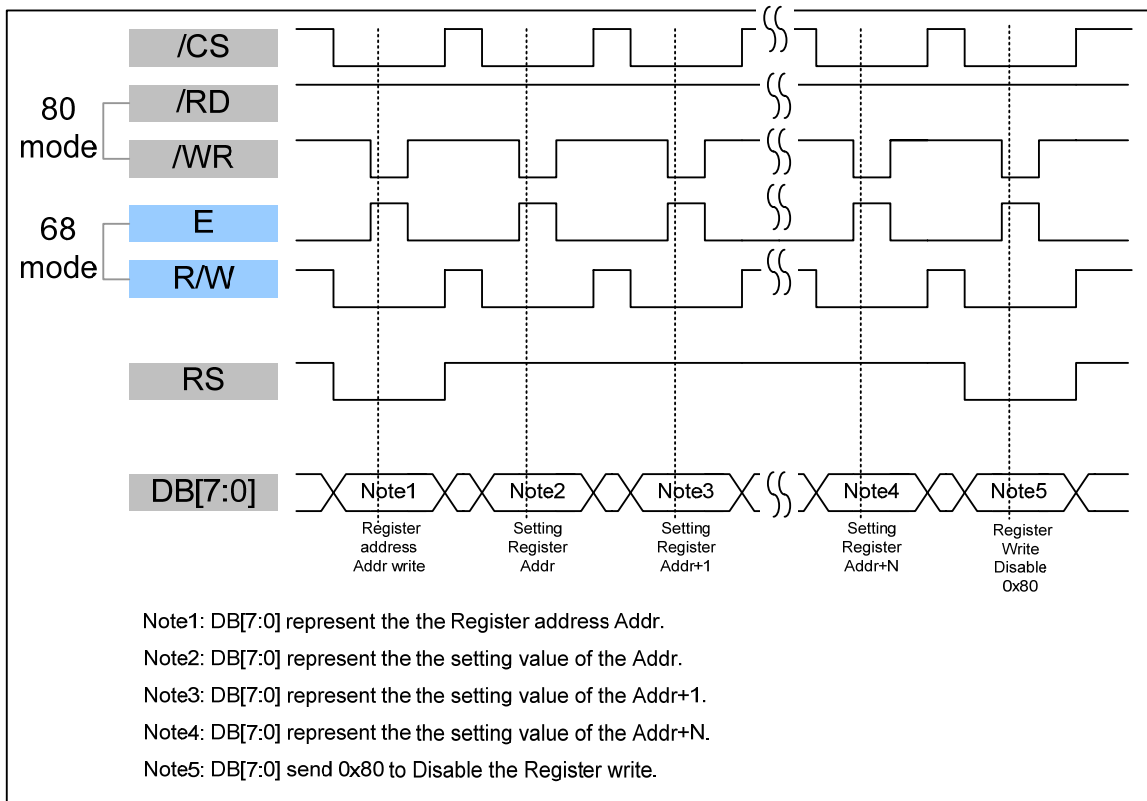 /CS
80 mode
/RD
/WR
68 mode
E
R/W
RS
DB[7:0]
Note1
Note2
Note3
Note4
Note5
Register
address
Addr write
Setting
Register
Addr
Setting
Register
Addr+1
Setting
Register
Addr+N
Register
Write
Disable
0x80
Note1: DB[7:0] represent the the Register address Addr.
Note2: DB[7:0] represent the the setting value of the Addr.
Note3: DB[7:0] represent the the setting value of the Addr+1.
Note4: DB[7:0] represent the the setting value of the Addr+N.
Note5: DB[7:0] send 0x80 to Disable the Register write.